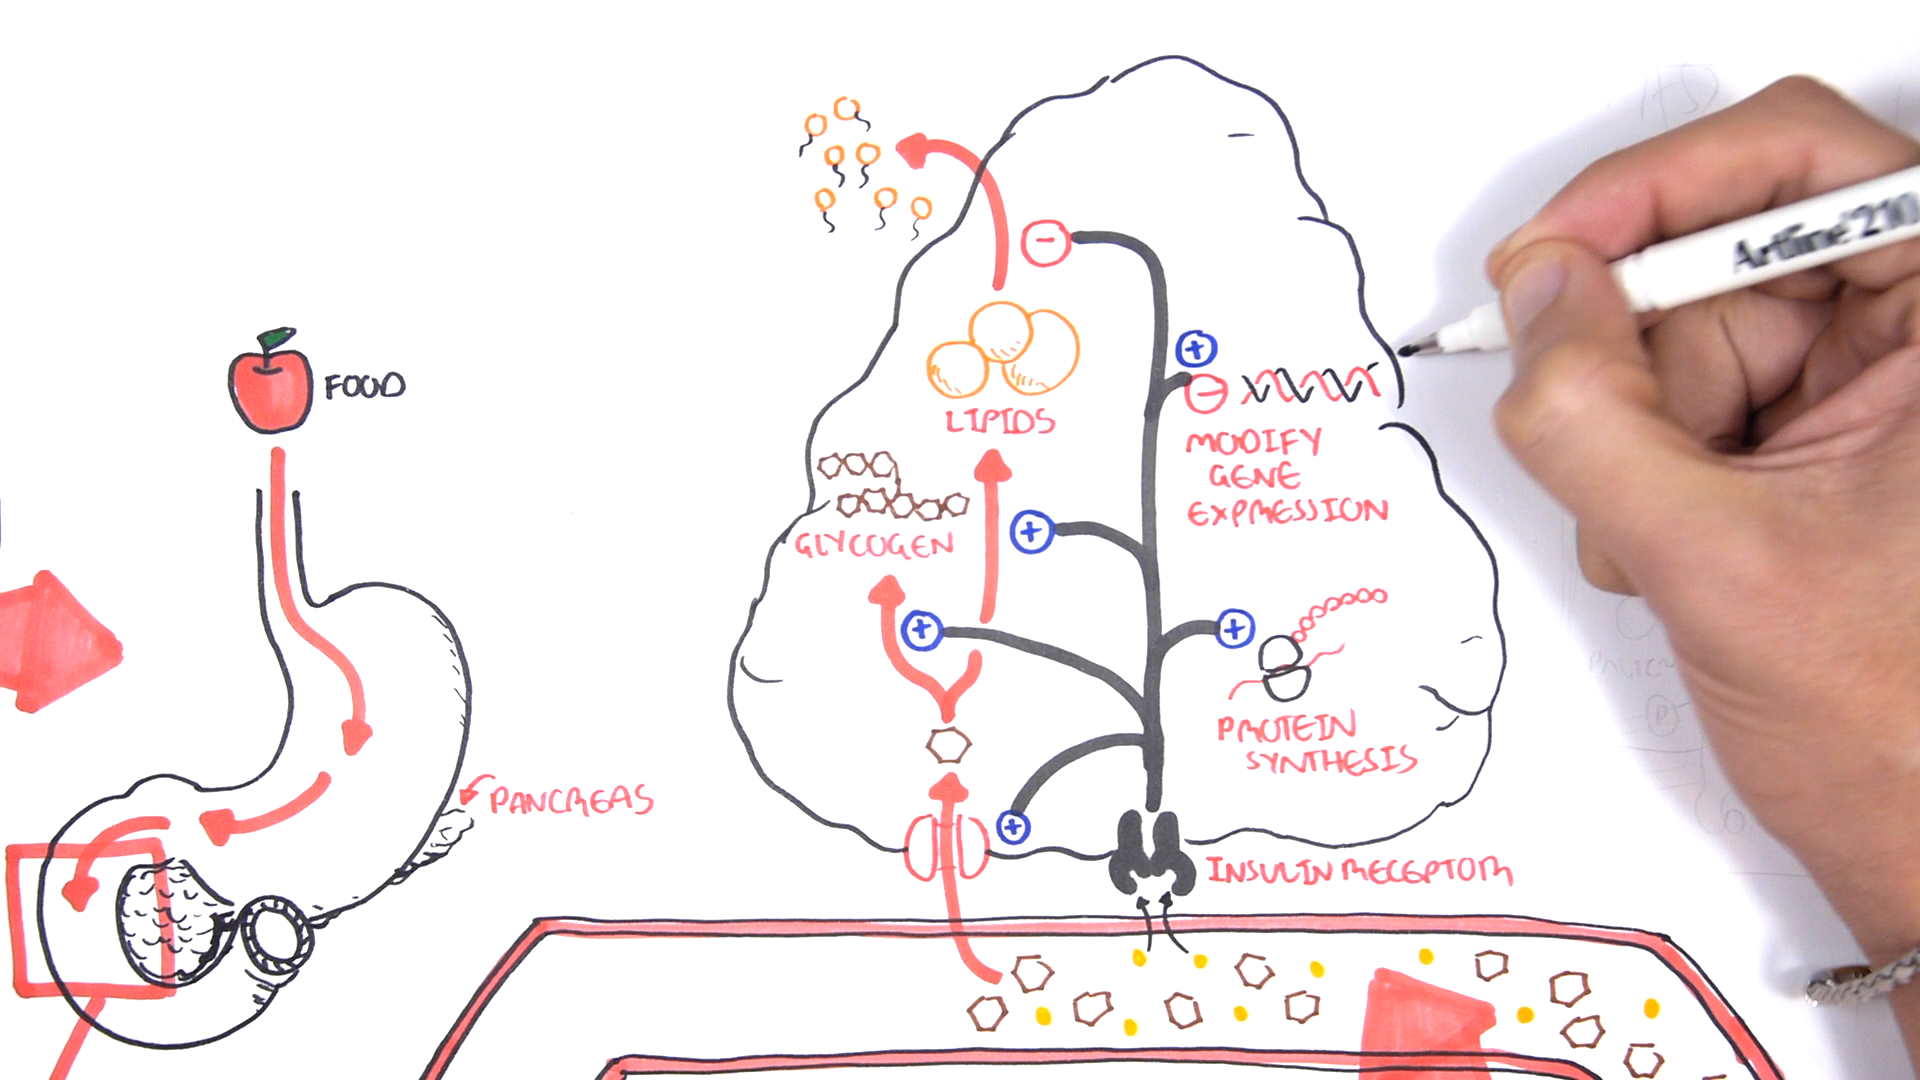 FOOD
PANCREAS
LIPIDS
GLYCOGEN
MODIFY
GENE
EXPRESSION
PROTEIN
SYNTHESIS
INSULIN RECEPTOR
Artline 210